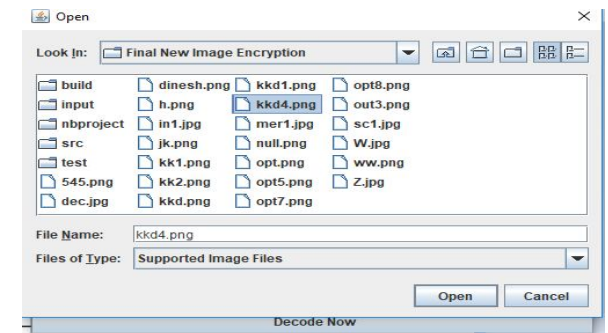 Open
Look In: Final New Image Encryption
build dinesh.png kkd1.png opt8.png
input h.png kkd4.png out3.png
nbproject in1.jpg mer1.jpg sc1.jpg
src jk.png null.png W.jpg
test kk1.png opt.png ww.png
545.png kk2.png opt5.png Z.jpg
dec.jpg kkd.png opt7.png
File Name: kkd4.png
Files of Type: Supported Image Files
Open Cancel
Decode Now